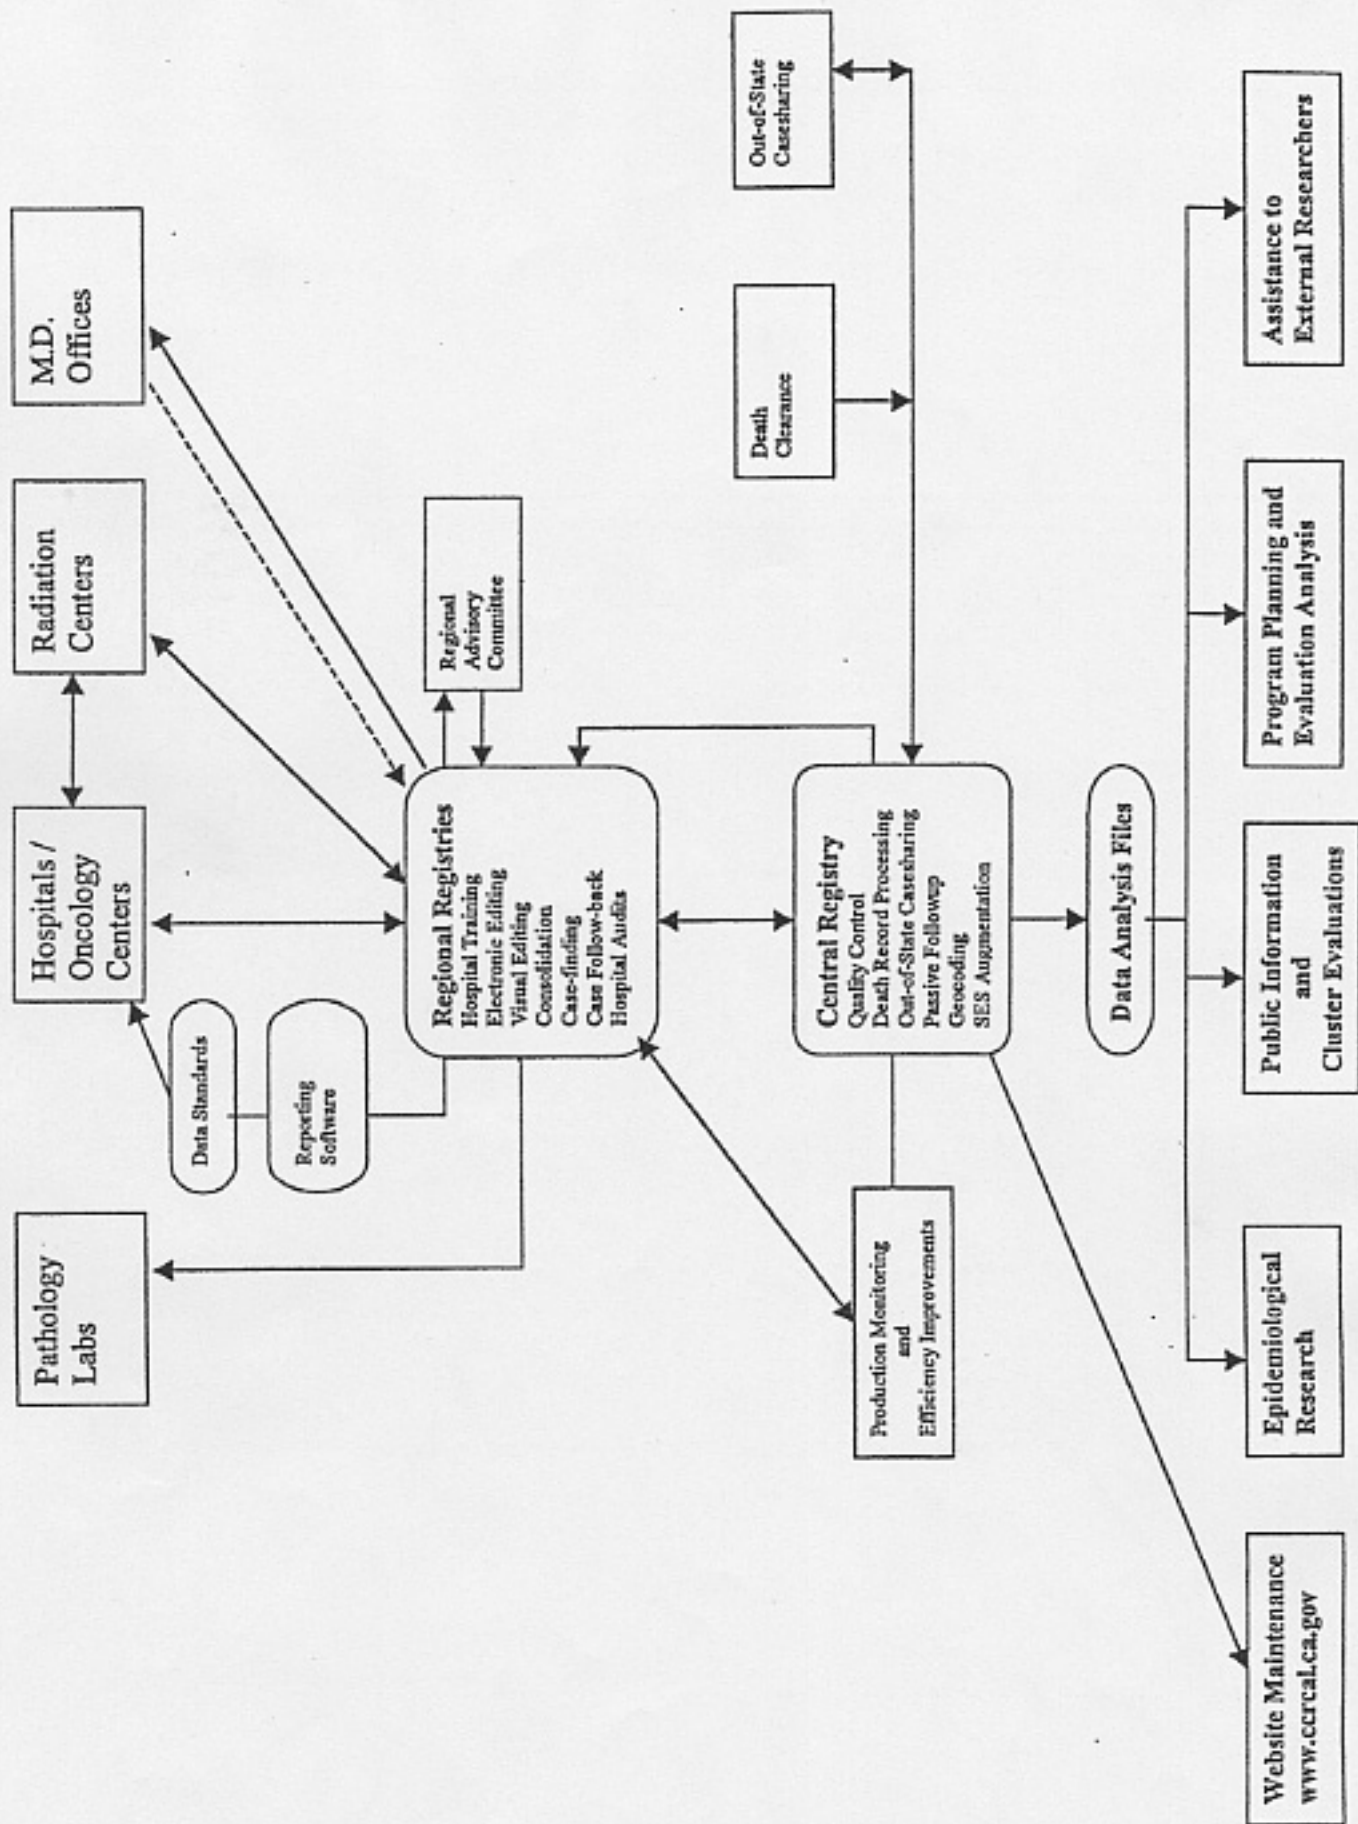 Pathology
Labs
Hospitals /
Oncology
Centers
Radiation
Centers
M.D.
Offices
Data Standards
Reporting
Software
Regional Registries
Hospital Training
Electronic Editing
Visual Editing
Consolidation
Case-finding
Case Follow-back
Hospital Audits
Regional
Advisory
Committee
Death
Clearance
Out-of-State
Casesharing
Production Monitoring
and
Efficiency Improvements
Central Registry
Quality Control
Death Record Processing
Out-of-State Casesharing
Passive Followup
Geocoding
SES Augmentation
Data Analysis Files
Website Maintenance
www.ccrcal.ca.gov
Epidemiological
Research
Public Information
and
Cluster Evaluations
Program Planning and
Evaluation Analysis
Assistance to
External Researchers